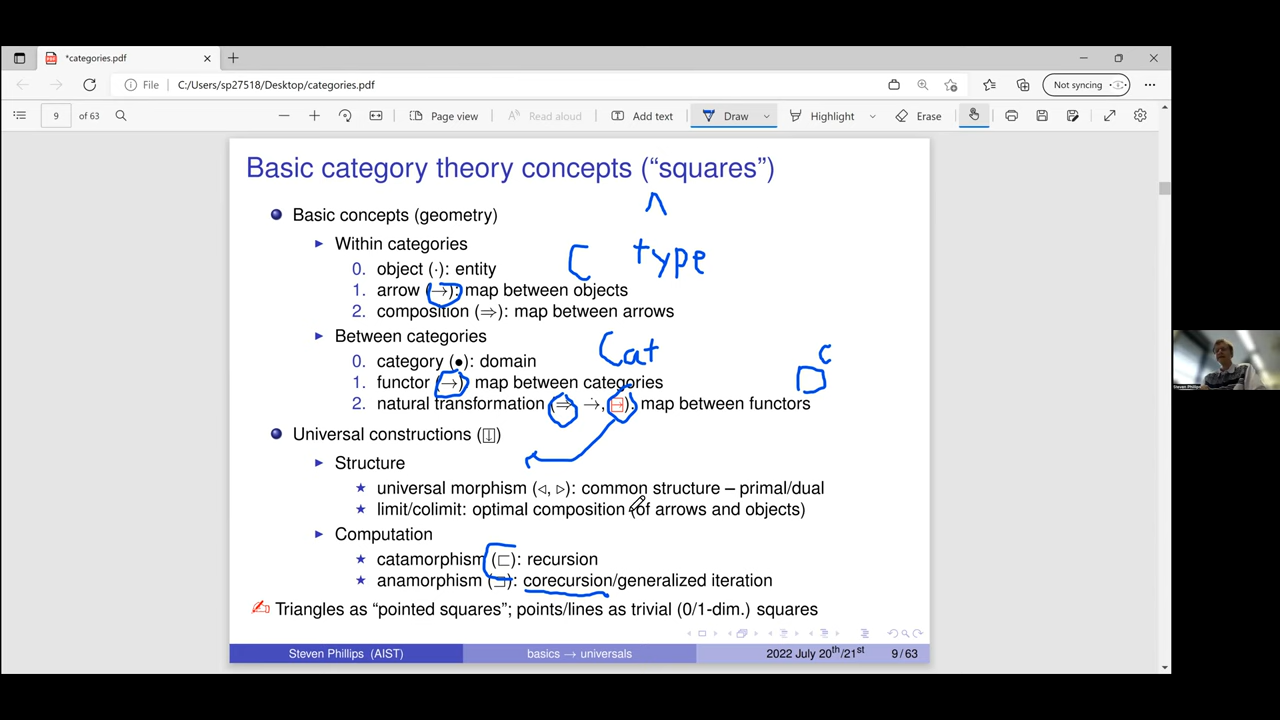 *categories.pdf
File C:/Users/sp27518/Desktop/categories.pdf Not syncing
9 of 63 Page view Read aloud Add text Draw Highlight Erase
Basic category theory concepts (“squares”)
Basic concepts (geometry)
Within categories
C type
0. object (·): entity
1. arrow (→): map between objects
2. composition (⇒): map between arrows
Between categories
Cat
0. category (●): domain
C
1. functor (→) map between categories
2. natural transformation (⇒ →, ): map between functors
Universal constructions
Structure
universal morphism (◁, ▷): common structure – primal/dual
limit/colimit: optimal composition (of arrows and objects)
Computation
catamorphism (⊏): recursion
anamorphism (⊐): corecursion/generalized iteration
Triangles as “pointed squares”; points/lines as trivial (0/1-dim.) squares
Steven Phillips (AIST) basics → universals 2022 July 20th/21st 9 / 63
Steven Phillips